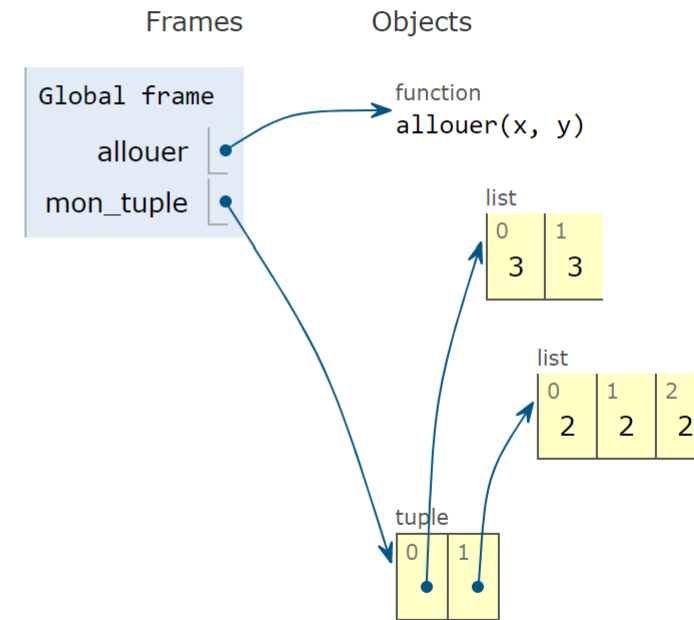 Frames Objects
Global frame
allouer
mon_tuple
function
allouer(x, y)
list
0 1
3 3
list
0 1 2
2 2 2
tuple
0 1